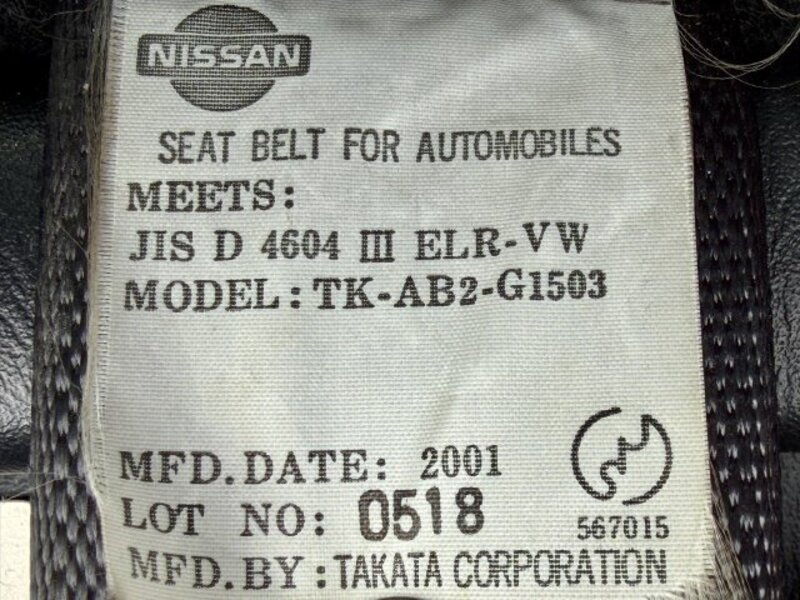 NISSAN
SEAT BELT FOR AUTOMOBILES
MEETS:
JIS D 4604 III ELR-VW
MODEL: TK-AB2-G1503
MFD.DATE: 2001
LOT NO: 0518
567015
MFD.BY: TAKATA CORPORATION